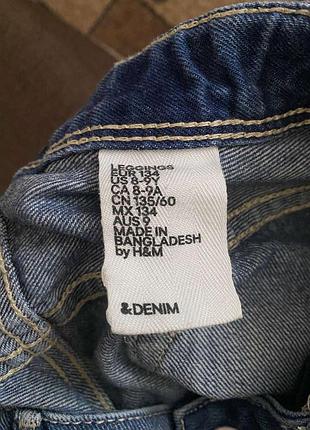 LEGGINGS
EUR 134
US 8-9Y
CA 8-9A
CN 135/60
MX 134
AUS 9
MADE IN
BANGLADESH
by H&M
&DENIM